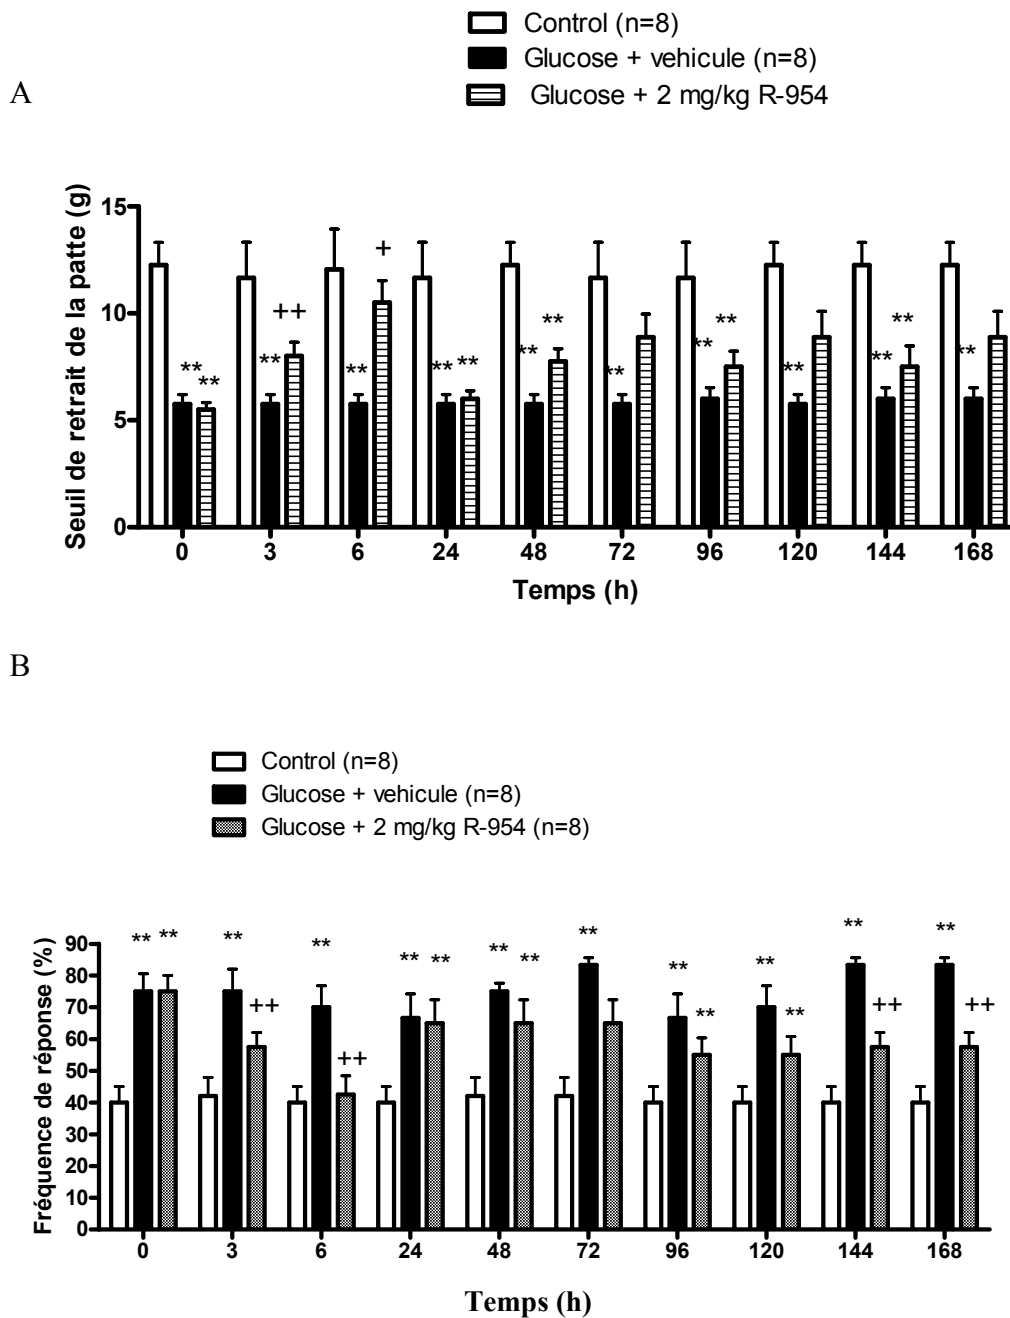 Control (n=8)
Glucose + vehicule (n=8)
A
Glucose + 2 mg/kg R-954
Seuil de retrait de la patte (g)
15
10
5
0
+
++
** ** ** ** ** ** ** ** ** ** ** ** ** ** **
0 3 6 24 48 72 96 120 144 168
Temps (h)
B
Control (n=8)
Glucose + vehicule (n=8)
Glucose + 2 mg/kg R-954 (n=8)
Fréquence de réponse (%)
90
80
70
60
50
40
30
20
10
0
** ** ** ** ** ** ** ** ** ** ** ** ** ** **
++ ++ ++ ++
0 3 6 24 48 72 96 120 144 168
Temps (h)